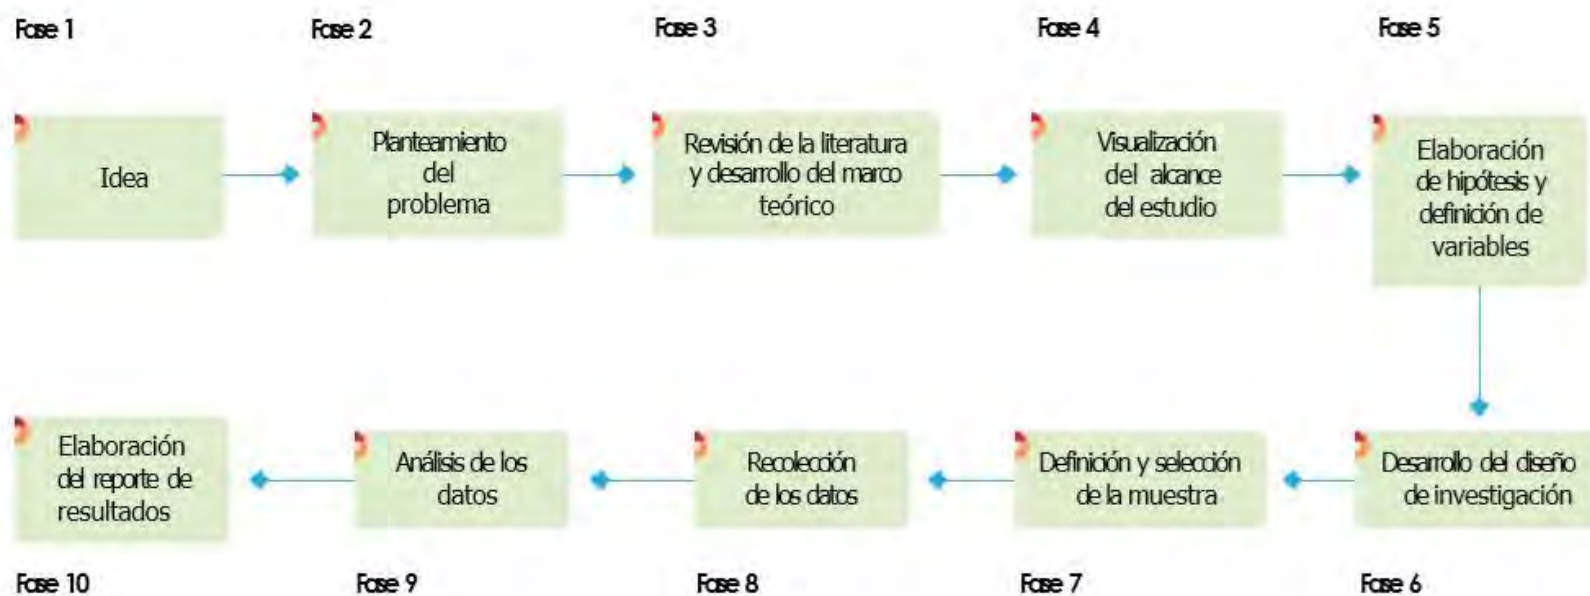 Fase 1
Fase 2
Fase 3
Fase 4
Fase 5
Idea
Planteamiento
del
problema
Revisión de la literatura
y desarrollo del marco
teórico
Visualización
del alcance
del estudio
Elaboración
de hipótesis y
definición de
variables
Desarrollo del diseño
de investigación
Definición y selección
de la muestra
Recolección
de los datos
Análisis de los
datos
Elaboración
del reporte de
resultados
Fase 6
Fase 7
Fase 8
Fase 9
Fase 10